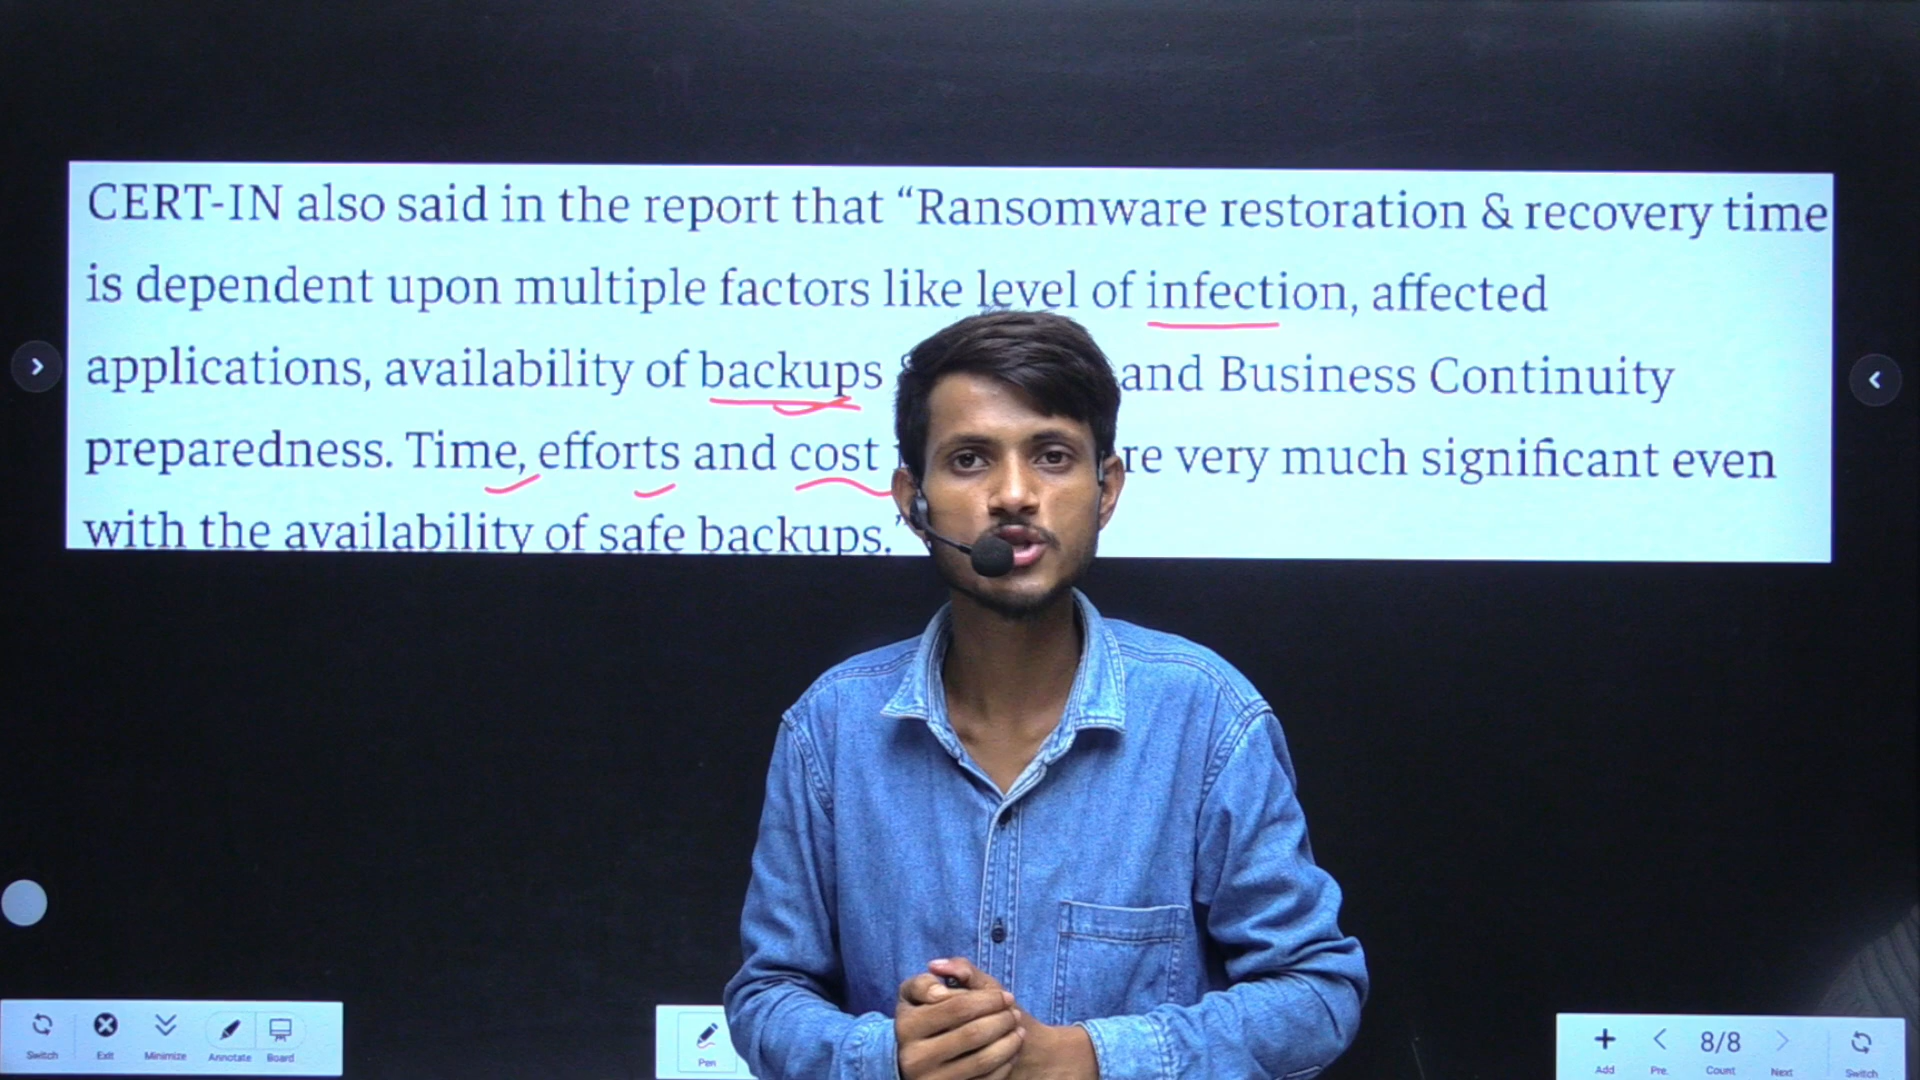 CERT-IN also said in the report that “Ransomware restoration & recovery time
is dependent upon multiple factors like level of infection, affected
applications, availability of backups and Business Continuity
preparedness. Time, efforts and cost very much significant even
with the availability of safe backups.”
Switch Exit Minimize Annotate Board
Pen
8/8
Add Pre. Count Next Switch